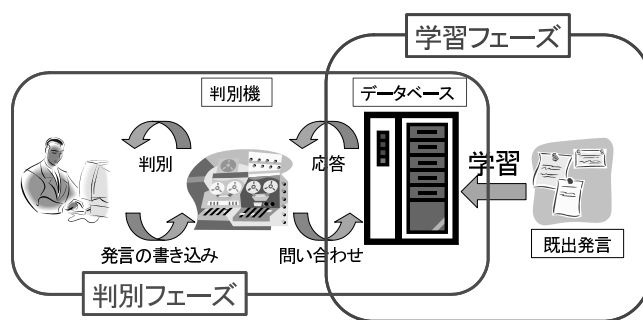 学習フェーズ
判別機
データベース
判別
応答
学習
発言の書き込み
問い合わせ
既出発言
判別フェーズ